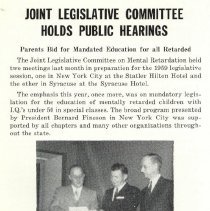 JOINT LEGISLATIVE COMMITTEE
HOLDS PUBLIC HEARINGS
Parents Bid for Mandated Education for all Retarded
The Joint Legislative Committee on Mental Retardation held
two meetings last month in preparation for the 1959 legislative
session, one in New York City at the Statler Hilton Hotel and
the other in Syracuse at the Syracuse Hotel.
The emphasis this year, once more, was on mandatory legis-
lation for the education of mentally retarded children with
I.Q.'s under 50 in special classes. The broad program presented
by President Bernard Fineson in New York City was sup-
ported by all chapters and many other organizations through-
out the state.